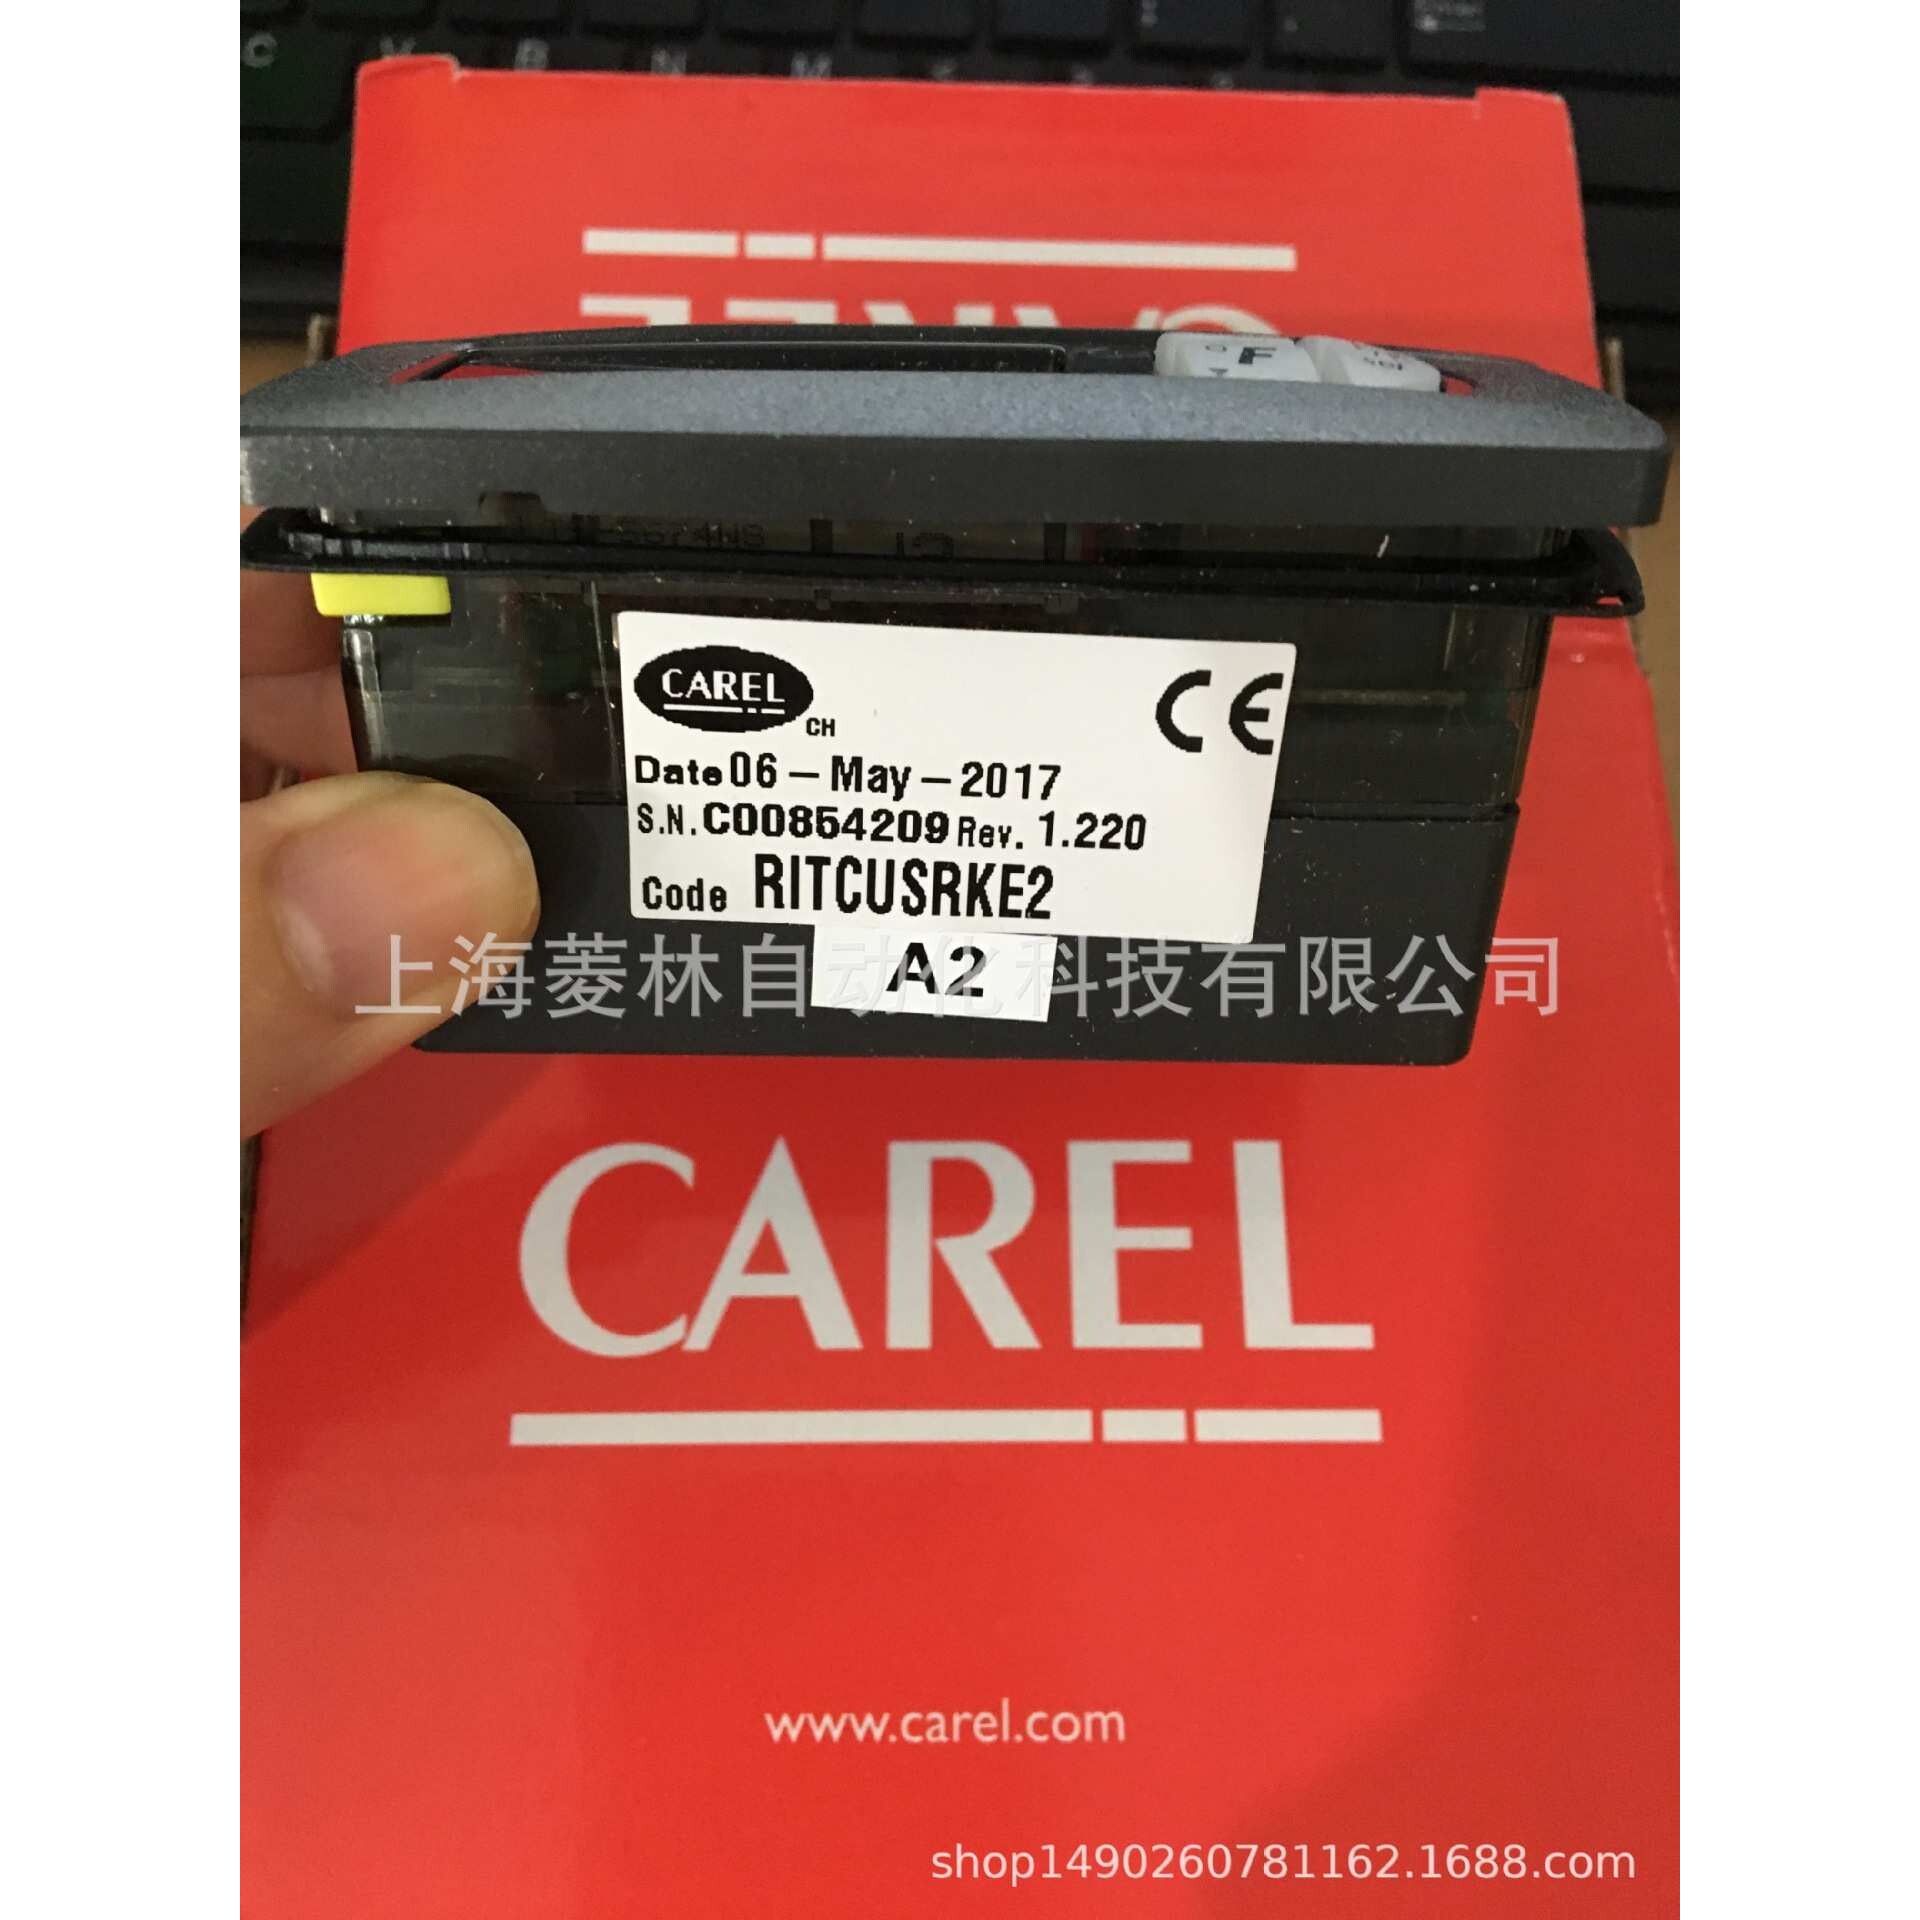 C V B N M
CAREL
F
CAREL
CH
CE
Date 06-May-2017
S.N. C00854209 Rev. 1.220
Code RITCUSRKE2
A2
上海菱林自动化科技有限公司
CAREL
www.carel.com
shop1490260781162.1688.com